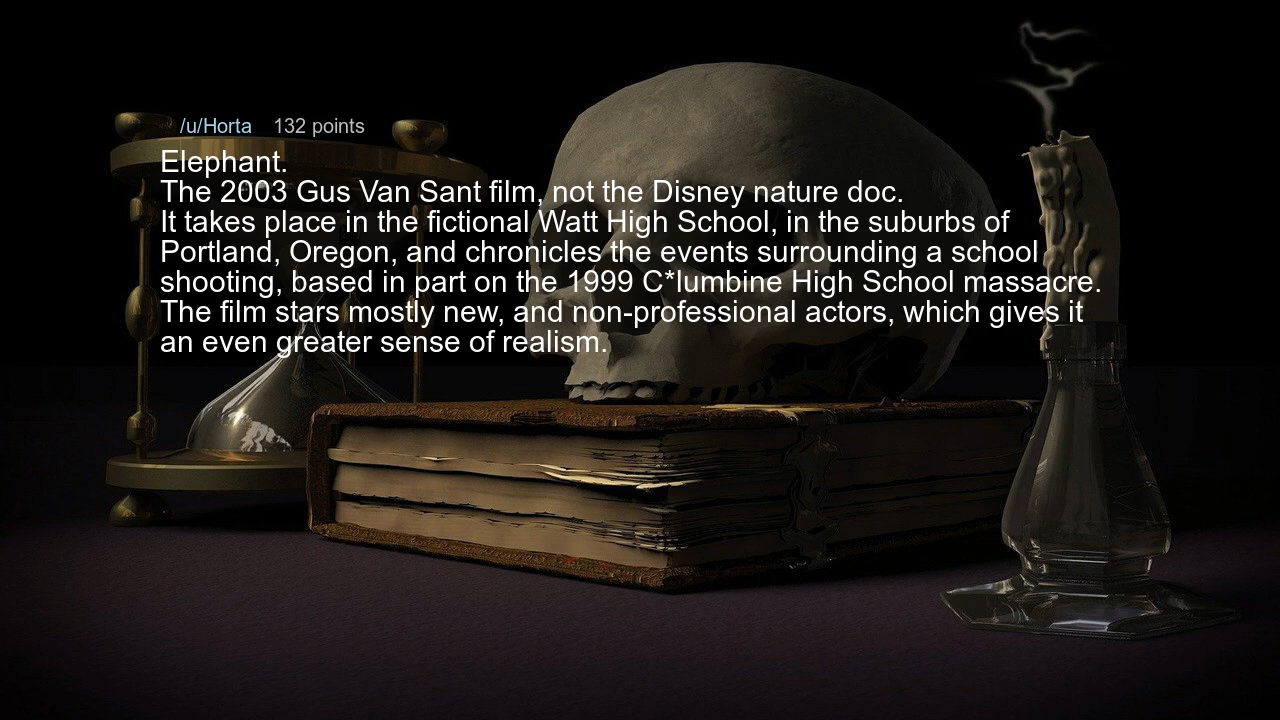 /u/Horta 132 points
Elephant.
The 2003 Gus Van Sant film, not the Disney nature doc.
It takes place in the fictional Watt High School, in the suburbs of
Portland, Oregon, and chronicles the events surrounding a school
shooting, based in part on the 1999 C*lumbine High School massacre.
The film stars mostly new, and non-professional actors, which gives it
an even greater sense of realism.